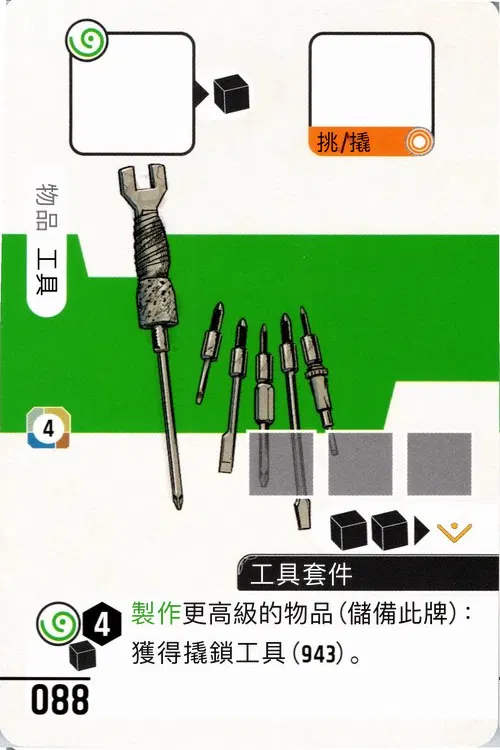 挑/撬
物品 工具
4
工具套件
4 製作更高級的物品(儲備此牌)：
獲得撬鎖工具(943)。
088